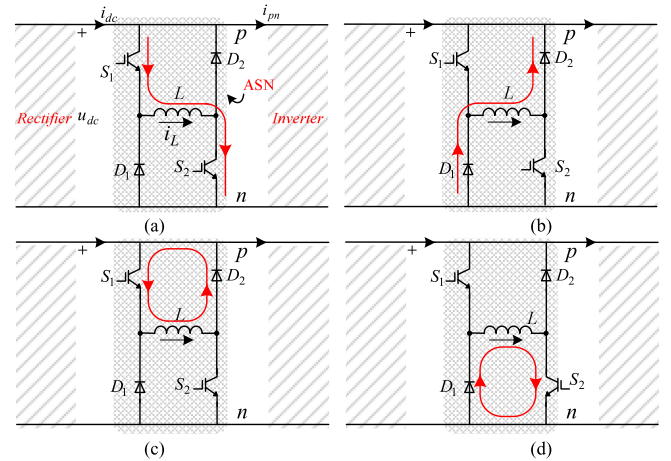 i_dc i_pn
+ p
S_1 D_2
L ASN
Rectifier u_dc Inverter
i_L
D_1 S_2
n
(a)
+ p
S_1 D_2
L
D_1 S_2
n
(b)
+ p
S_1 D_2
L
D_1 S_2
n
(c)
+ p
S_1 D_2
L
D_1 S_2
n
(d)